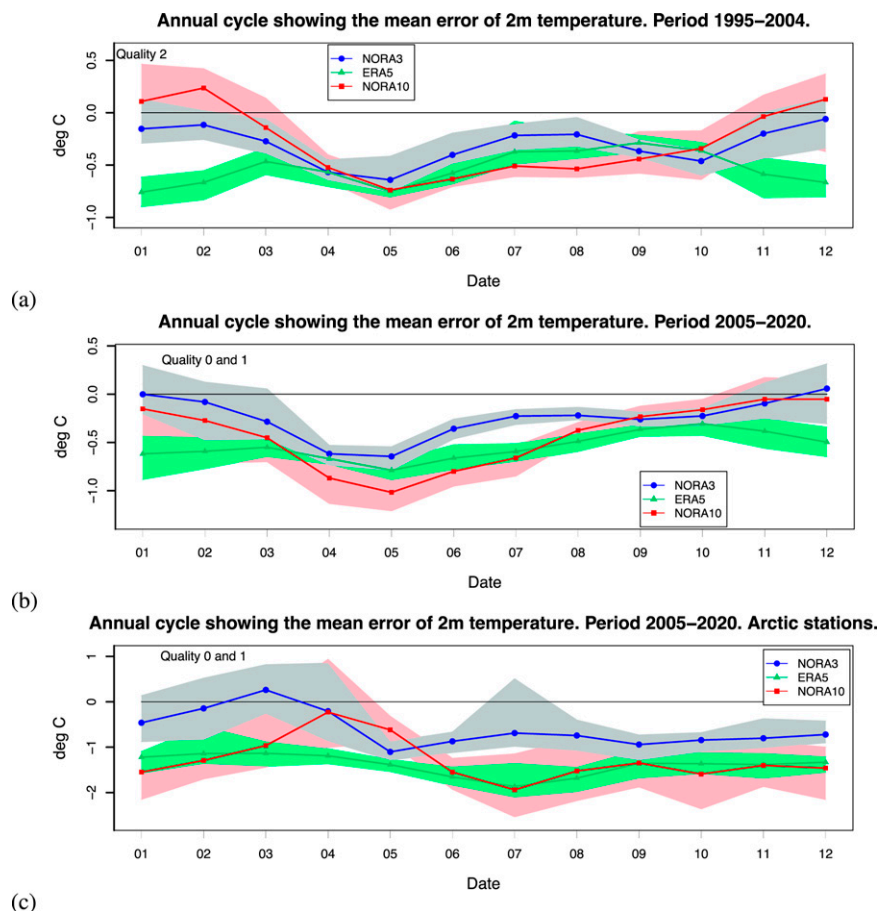 Annual cycle showing the mean error of 2m temperature. Period 1995−2004.
Quality 2
NORA3
ERA5
NORA10
deg C
0.5
0.0
−0.5
−1.0
01 02 03 04 05 06 07 08 09 10 11 12
Date
(a)
Annual cycle showing the mean error of 2m temperature. Period 2005−2020.
Quality 0 and 1
deg C
0.5
0.0
−0.5
−1.0
NORA3
ERA5
NORA10
01 02 03 04 05 06 07 08 09 10 11 12
Date
(b)
Annual cycle showing the mean error of 2m temperature. Period 2005−2020. Arctic stations.
Quality 0 and 1
NORA3
ERA5
NORA10
deg C
1
0
−1
−2
01 02 03 04 05 06 07 08 09 10 11 12
Date
(c)